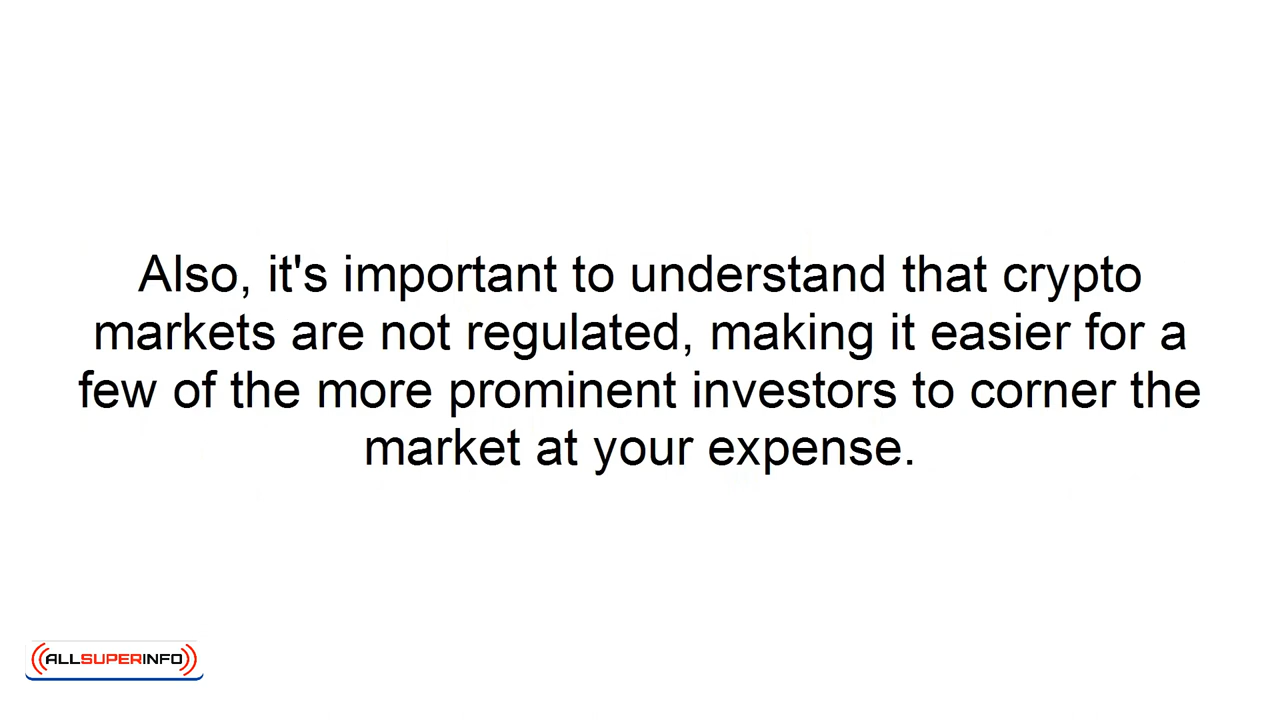 Also, it's important to understand that crypto
markets are not regulated, making it easier for a
few of the more prominent investors to corner the
market at your expense.
ALLSUPERINFO